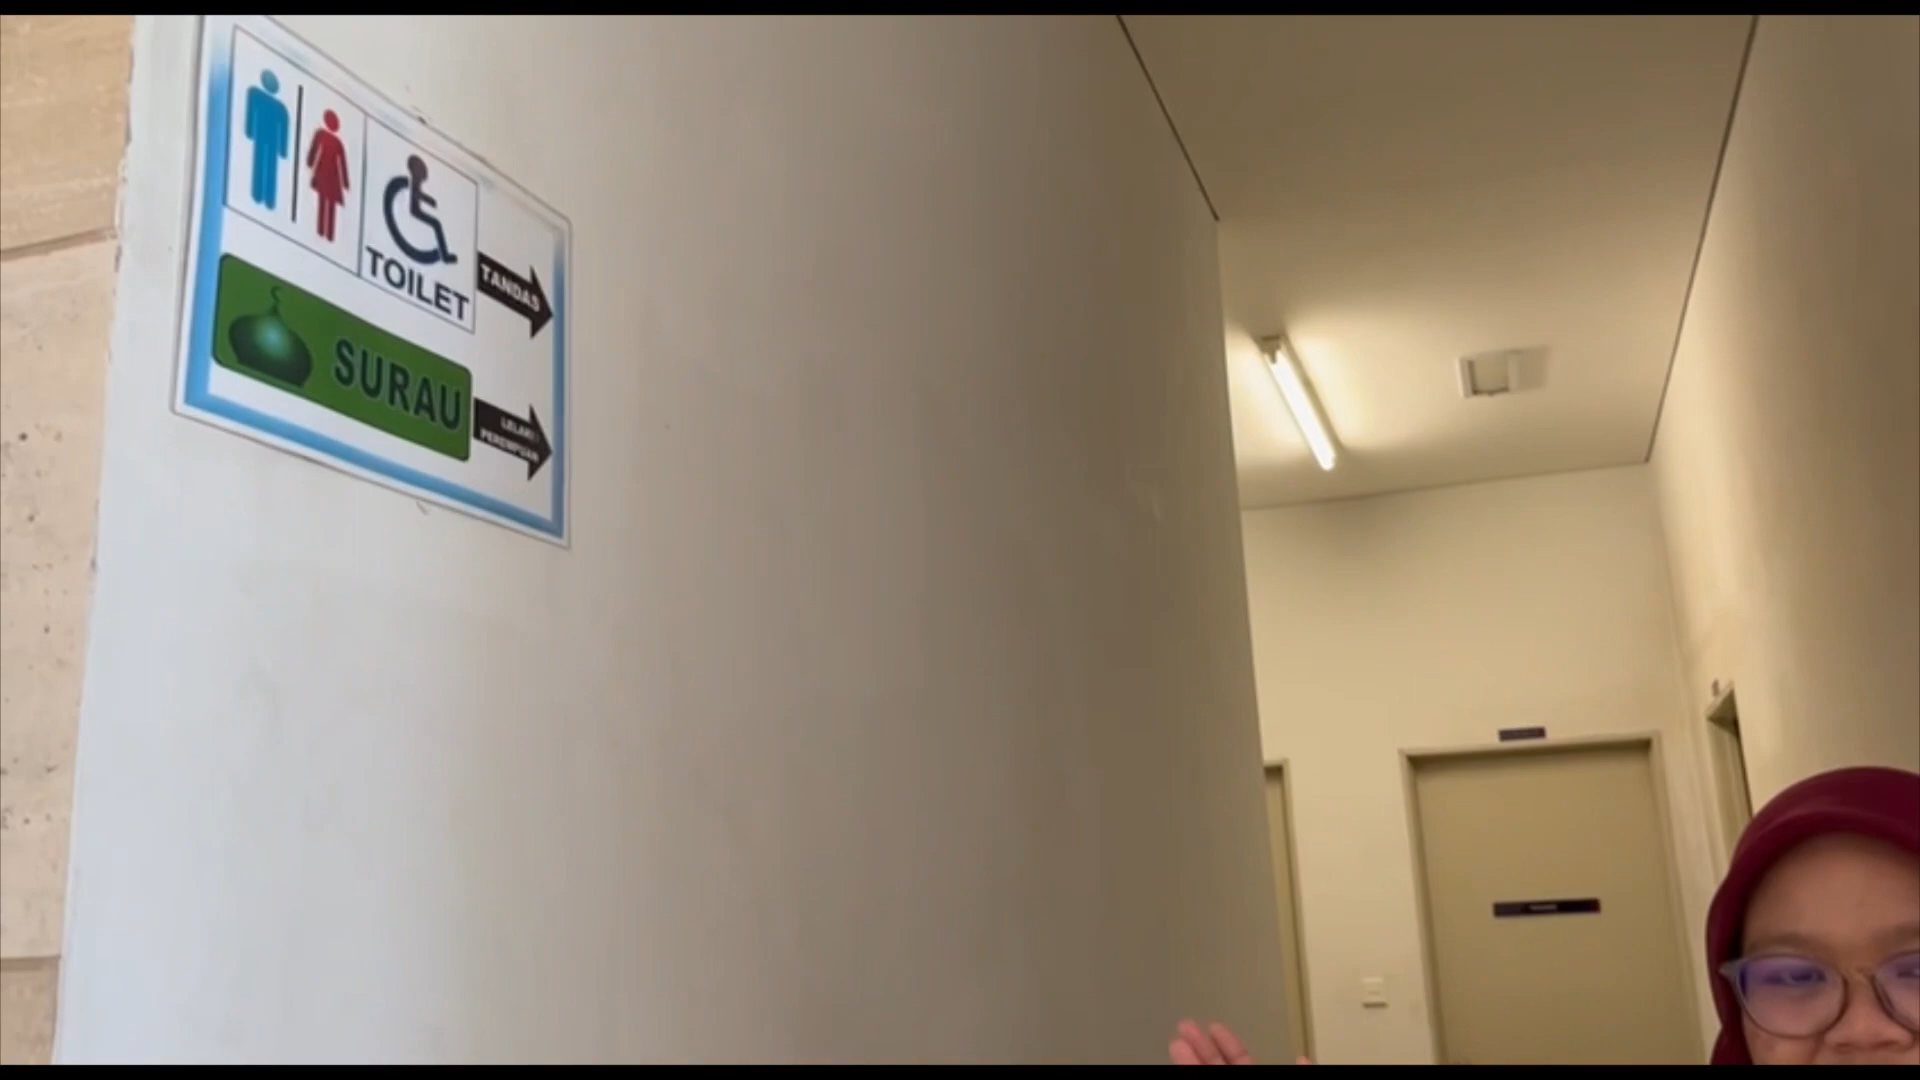 TOILET
TANDAS
SURAU
LELAKI /
PEREMPUAN